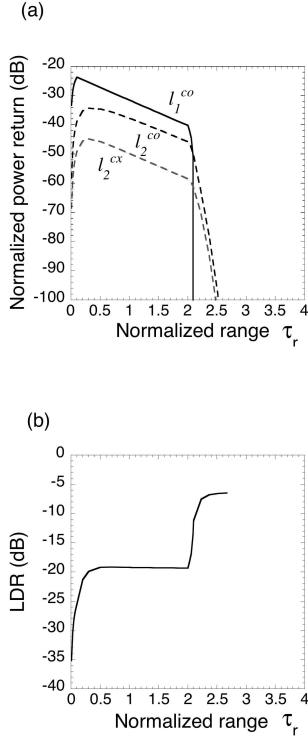 (a)
Normalized power return (dB)
-20
-30
-40
-50
-60
-70
-80
-90
-100
l₁ᶜᵒ
l₂ᶜᵒ
l₂ᶜˣ
0 0.5 1 1.5 2 2.5 3 3.5 4
Normalized range τᵣ
(b)
LDR (dB)
0
-5
-10
-15
-20
-25
-30
-35
-40
0 0.5 1 1.5 2 2.5 3 3.5 4
Normalized range τᵣ